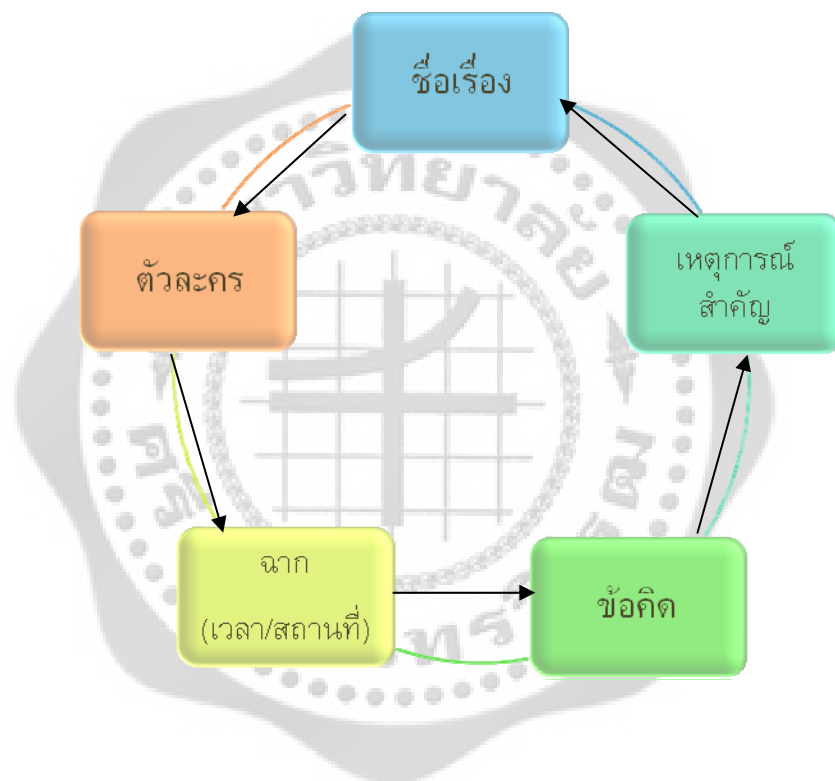 ชื่อเรื่อง
ตัวละคร
เหตุการณ์
สำคัญ
ฉาก
(เวลา/สถานที่)
ข้อคิด